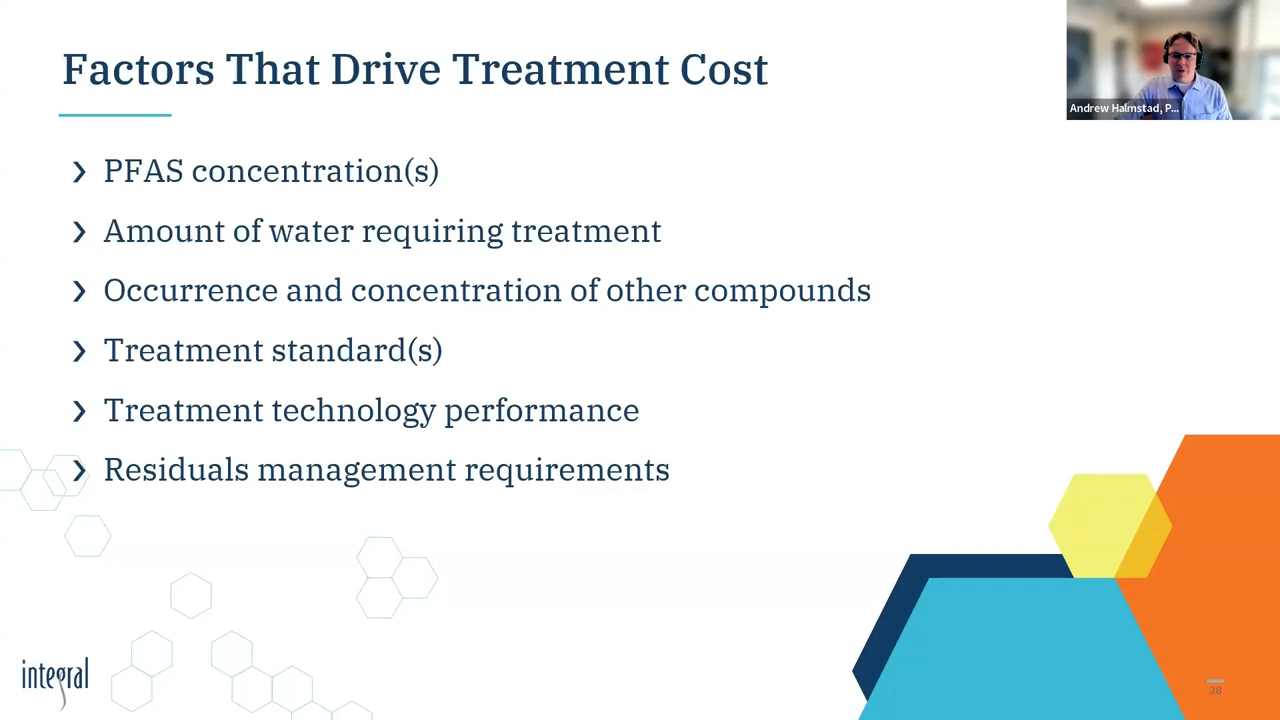 Factors That Drive Treatment Cost
Andrew Halmstad, P...
❯ PFAS concentration(s)
❯ Amount of water requiring treatment
❯ Occurrence and concentration of other compounds
❯ Treatment standard(s)
❯ Treatment technology performance
❯ Residuals management requirements
integral
38